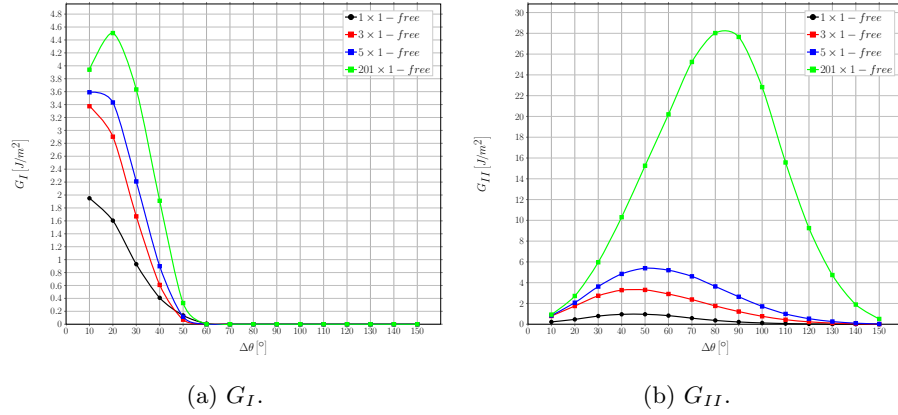 4.8
4.6
4.4
4.2
4
3.8
3.6
3.4
3.2
3
2.8
2.6
2.4
2.2
2
1.8
1.6
1.4
1.2
1
0.8
0.6
0.4
0.2
0
G_I [J/m²]
10 20 30 40 50 60 70 80 90 100 110 120 130 140 150
Δθ [°]
1 × 1 − free
3 × 1 − free
5 × 1 − free
201 × 1 − free
(a) G_I.
30
28
26
24
22
20
18
16
14
12
10
8
6
4
2
0
G_II [J/m²]
10 20 30 40 50 60 70 80 90 100 110 120 130 140 150
Δθ [°]
1 × 1 − free
3 × 1 − free
5 × 1 − free
201 × 1 − free
(b) G_II.